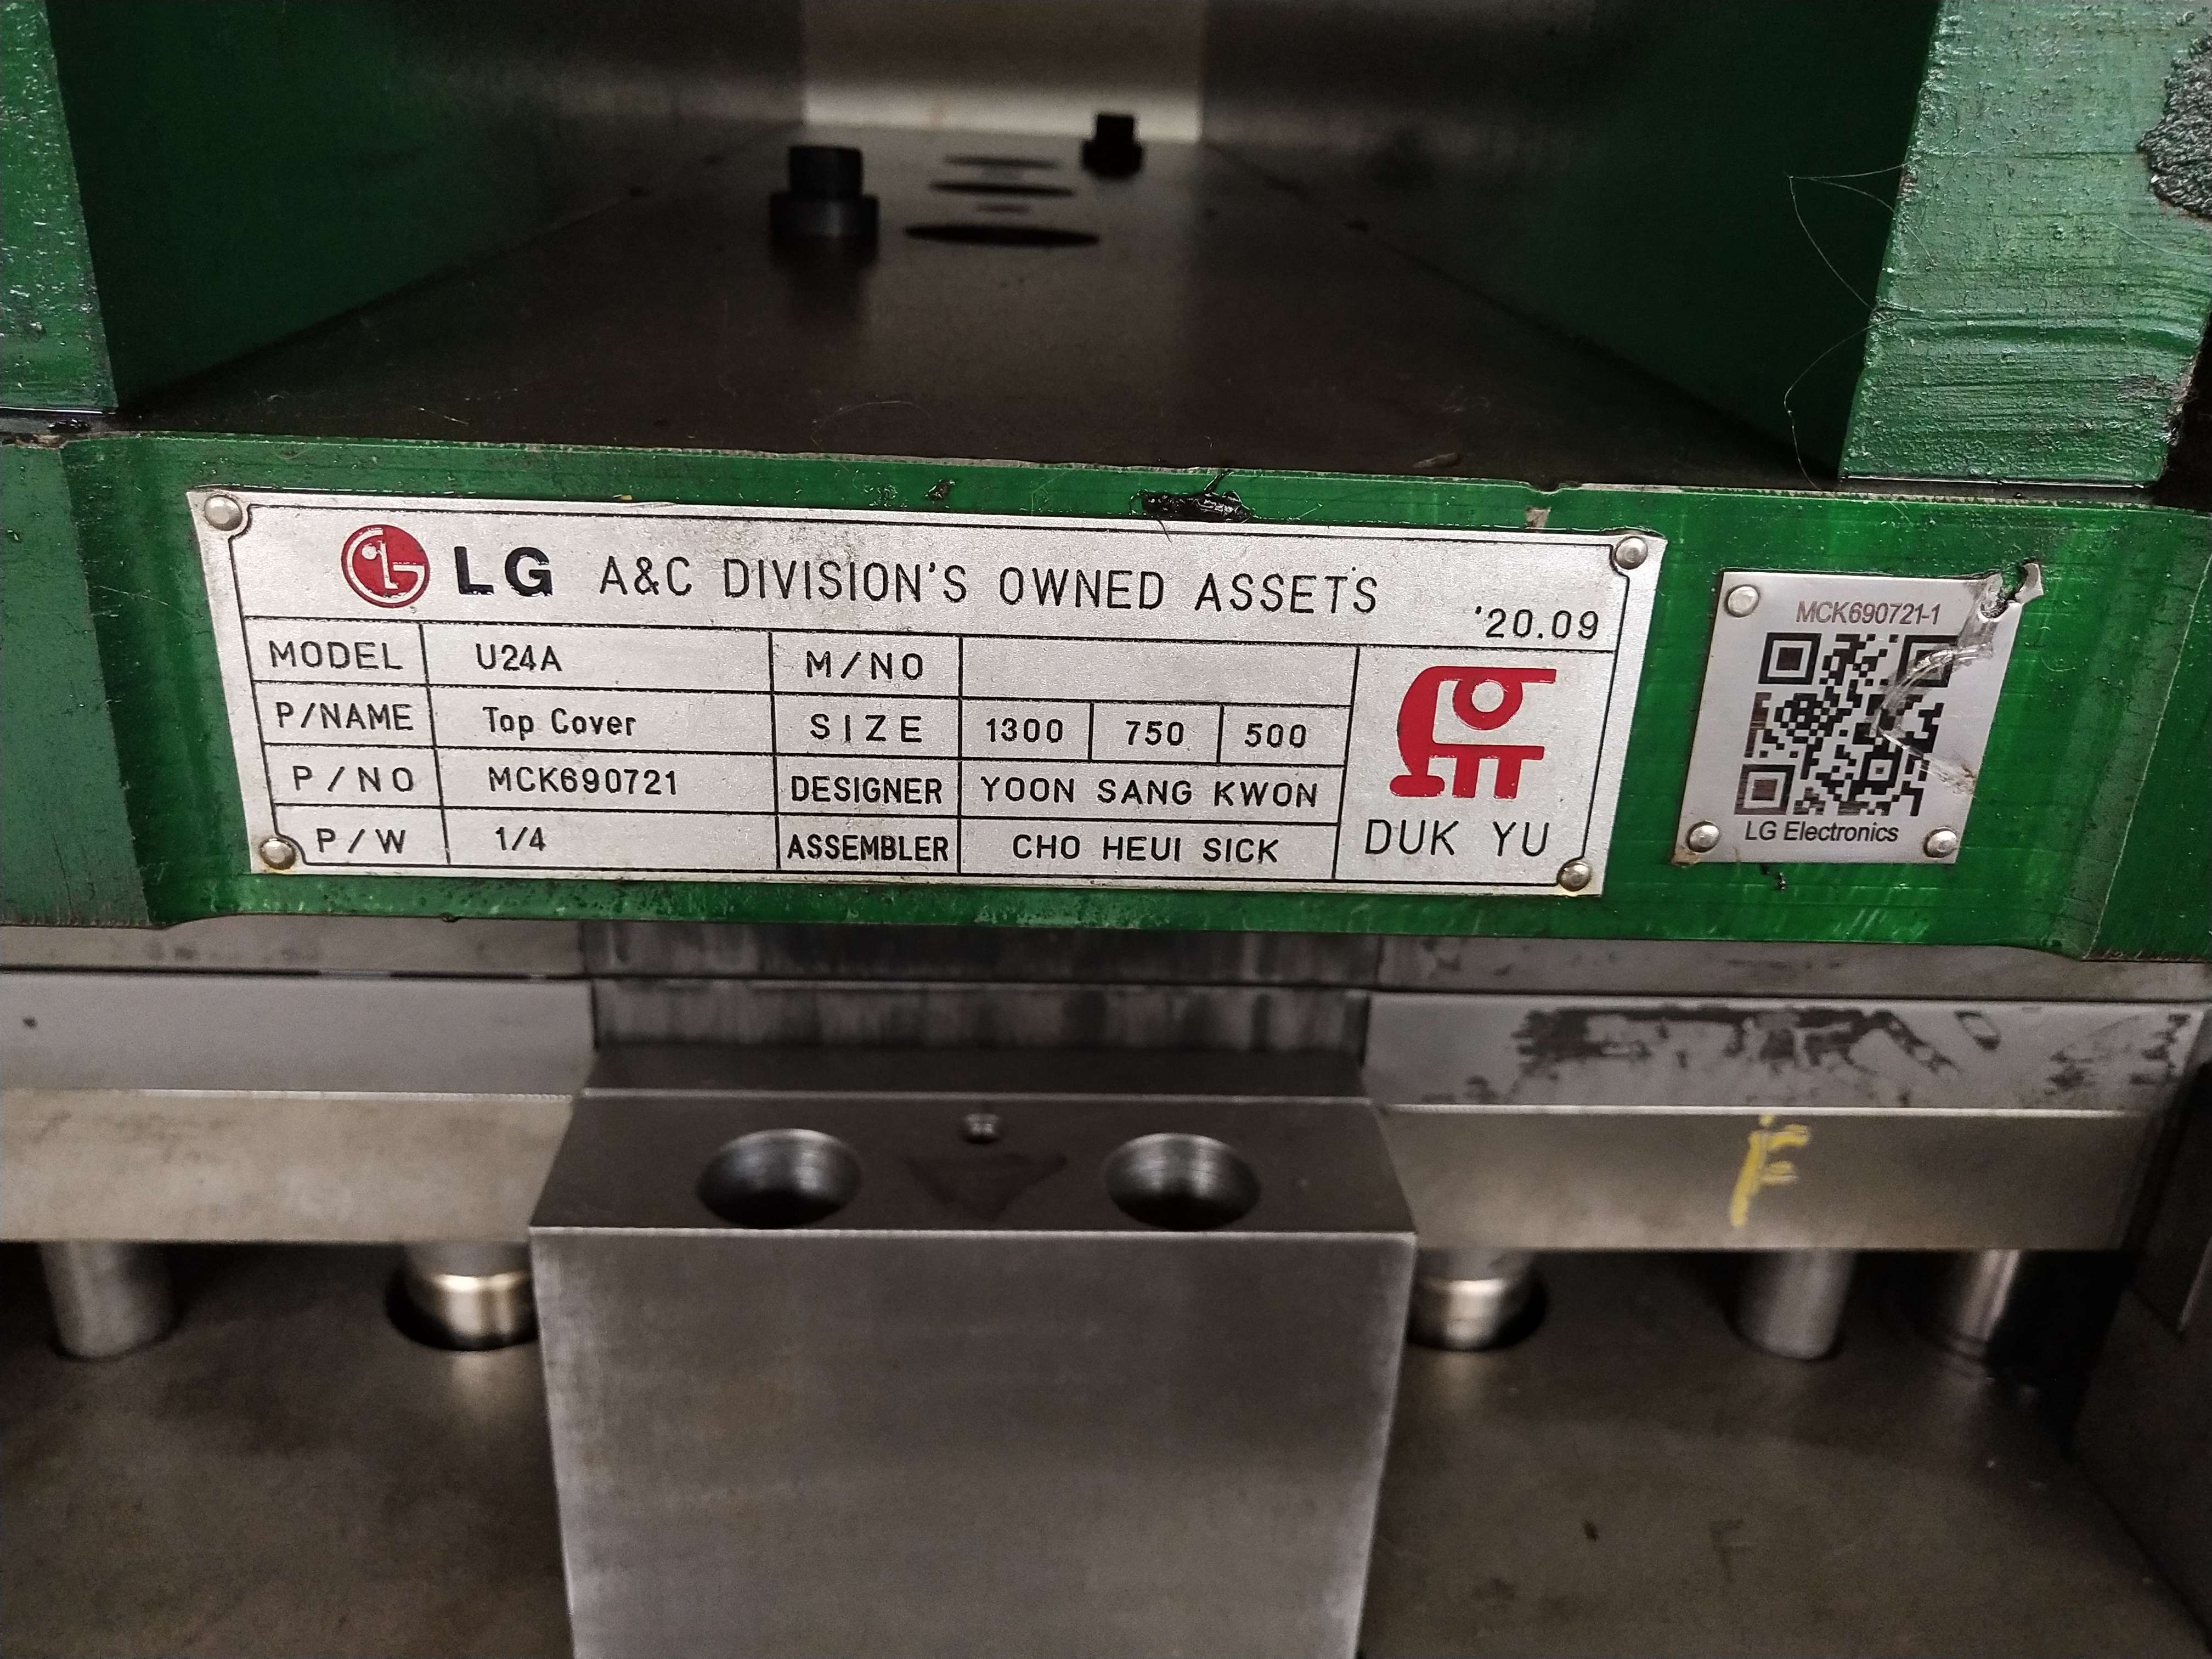 LG A&C DIVISION'S OWNED ASSETS '20.09
MODEL U24A M/NO
P/NAME Top Cover SIZE 1300 750 500
P/NO MCK690721 DESIGNER YOON SANG KWON
P/W 1/4 ASSEMBLER CHO HEUI SICK
DUK YU
MCK690721-1
LG Electronics
F